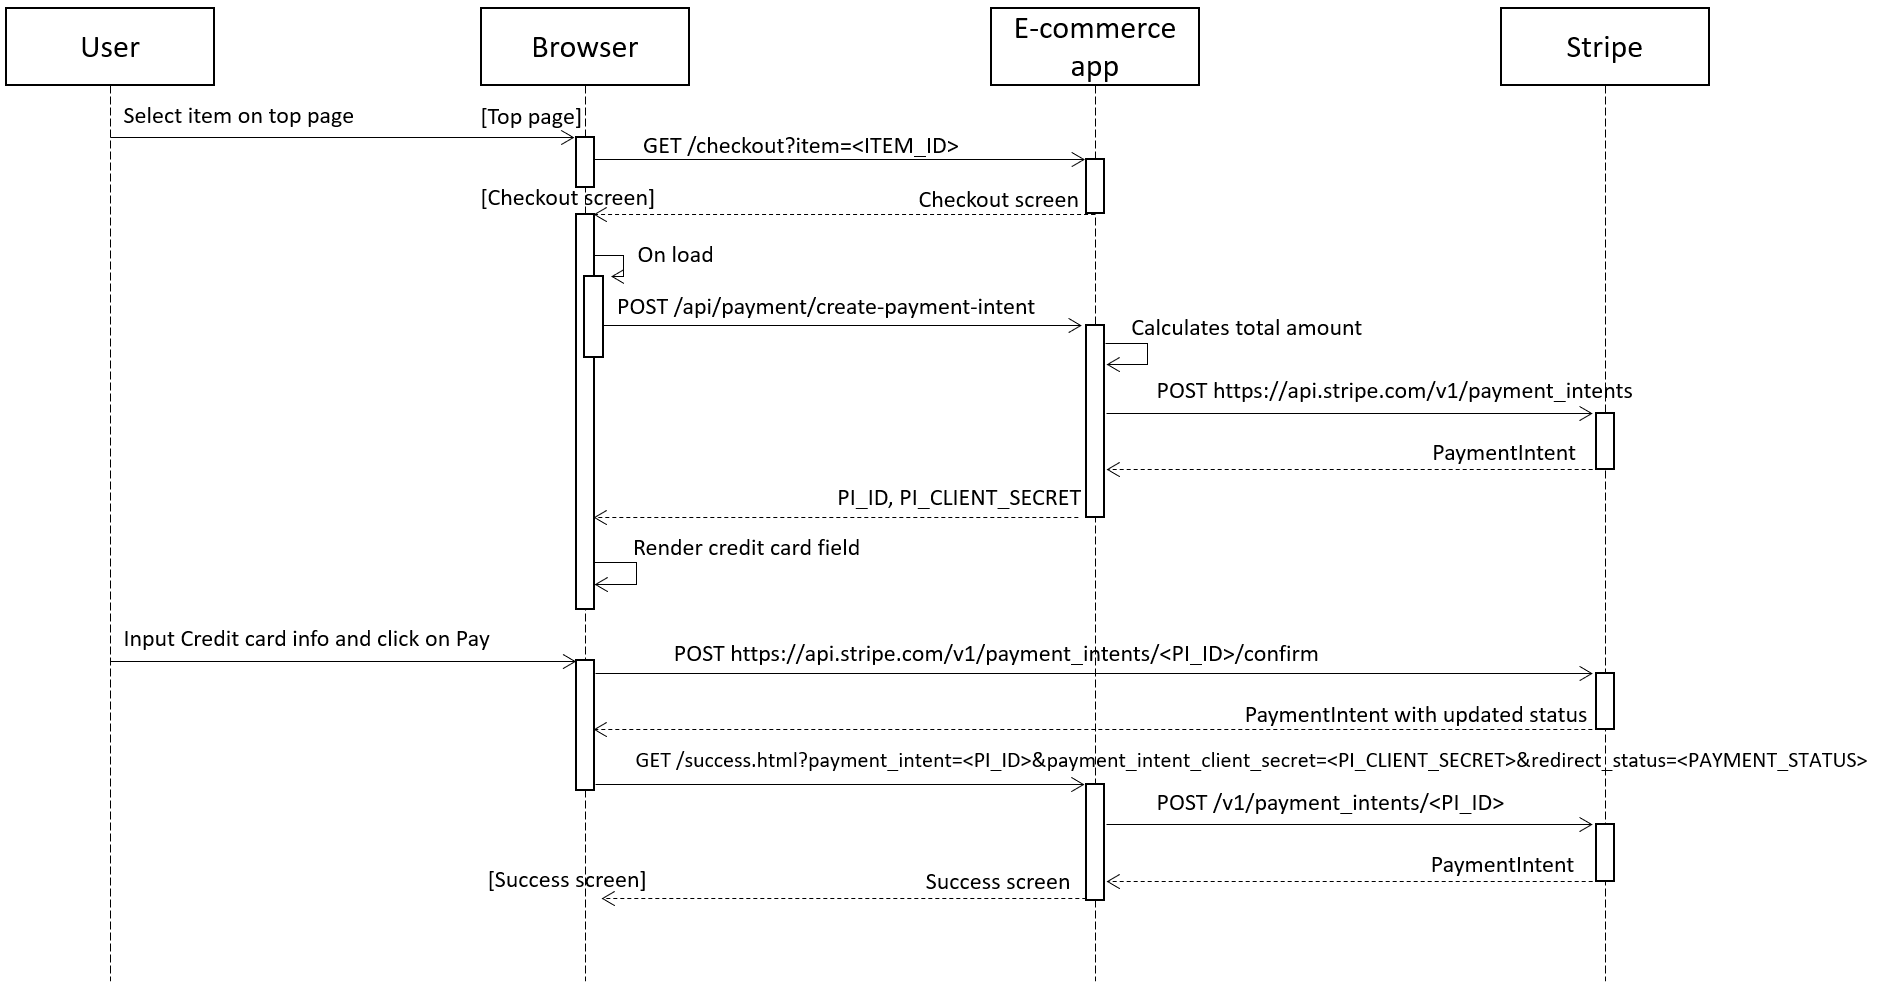 User
Browser
E-commerce
app
Stripe
Select item on top page
[Top page]
GET /checkout?item=<ITEM_ID>
[Checkout screen]
Checkout screen
On load
POST /api/payment/create-payment-intent
Calculates total amount
POST https://api.stripe.com/v1/payment_intents
PaymentIntent
PI_ID, PI_CLIENT_SECRET
Render credit card field
Input Credit card info and click on Pay
POST https://api.stripe.com/v1/payment_intents/<PI_ID>/confirm
PaymentIntent with updated status
GET /success.html?payment_intent=<PI_ID>&payment_intent_client_secret=<PI_CLIENT_SECRET>&redirect_status=<PAYMENT_STATUS>
POST /v1/payment_intents/<PI_ID>
PaymentIntent
[Success screen]
Success screen